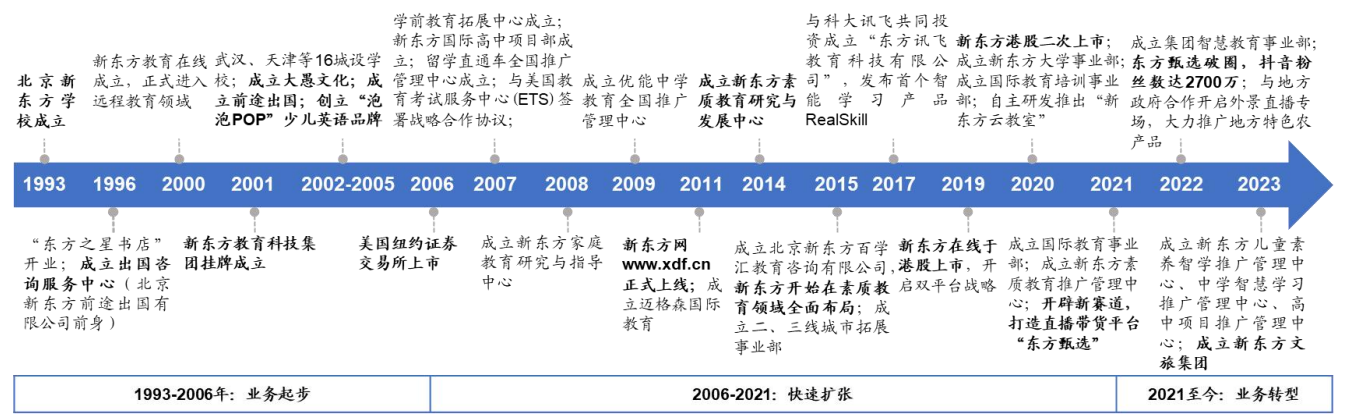 北京新
东方学
校成立
新东方教育在线
成立，正式进入
远程教育领域
武汉、天津等16城设学
校；成立大愚文化；成
立前途出国；创立“泡
泡POP”少儿英语品牌
学前教育拓展中心成立；
新东方国际高中项目部成
立；留学直通车全国推广
管理中心成立；与美国教
育考试服务中心(ETS)签
署战略合作协议；
成立优能中学
教育全国推广
管理中心
成立新东方素
质教育研究与
发展中心
与科大讯飞共同投
资成立“东方讯飞
教育科技有限公
司”，发布首个智
能学习产品
RealSkill
新东方港股二次上市；
成立新东方大学事业部；
成立国际教育培训事业
部；自主研发推出“新
东方云教室”
成立集团智慧教育事业部；
东方甄选破圈，抖音粉
丝数达2700万；与地方
政府合作开启外景直播专
场，大力推广地方特色农
产品
1993 1996 2000 2001 2002-2005 2006 2007 2008 2009 2011 2014 2015 2017 2019 2020 2021 2022 2023
“东方之星书店”
开业；成立出国咨
询服务中心（北京
新东方前途出国有
限公司前身）
新东方教育科技集
团挂牌成立
美国纽约证券
交易所上市
成立新东方家庭
教育研究与指导
中心
新东方网
www.xdf.cn
正式上线；成
立迈格森国际
教育
成立北京新东方百学
汇教育咨询有限公司，
新东方开始在素质教
育领域全面布局；成
立二、三线城市拓展
事业部
新东方在线于
港股上市，开
启双平台战略
成立国际教育事业
部；成立新东方素
质教育推广管理中
心；开辟新赛道，
打造直播带货平台
“东方甄选”
成立新东方儿童素
养智学推广管理中
心、中学智慧学习
推广管理中心、高
中项目推广管理中
心；成立新东方文
旅集团
1993-2006年：业务起步
2006-2021：快速扩张
2021至今：业务转型